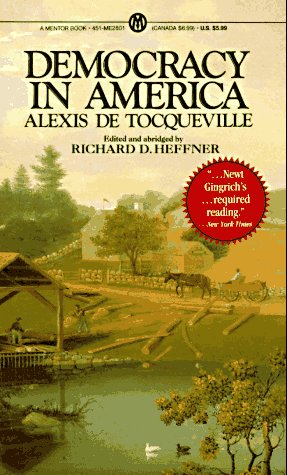 A MENTOR BOOK • 451-ME2801
(CANADA $6.99) • U.S. $5.99
DEMOCRACY
IN AMERICA
ALEXIS DE TOCQUEVILLE
Edited and abridged by
RICHARD D. HEFFNER
"...Newt
Gingrich's
...required
reading."
—New York Times